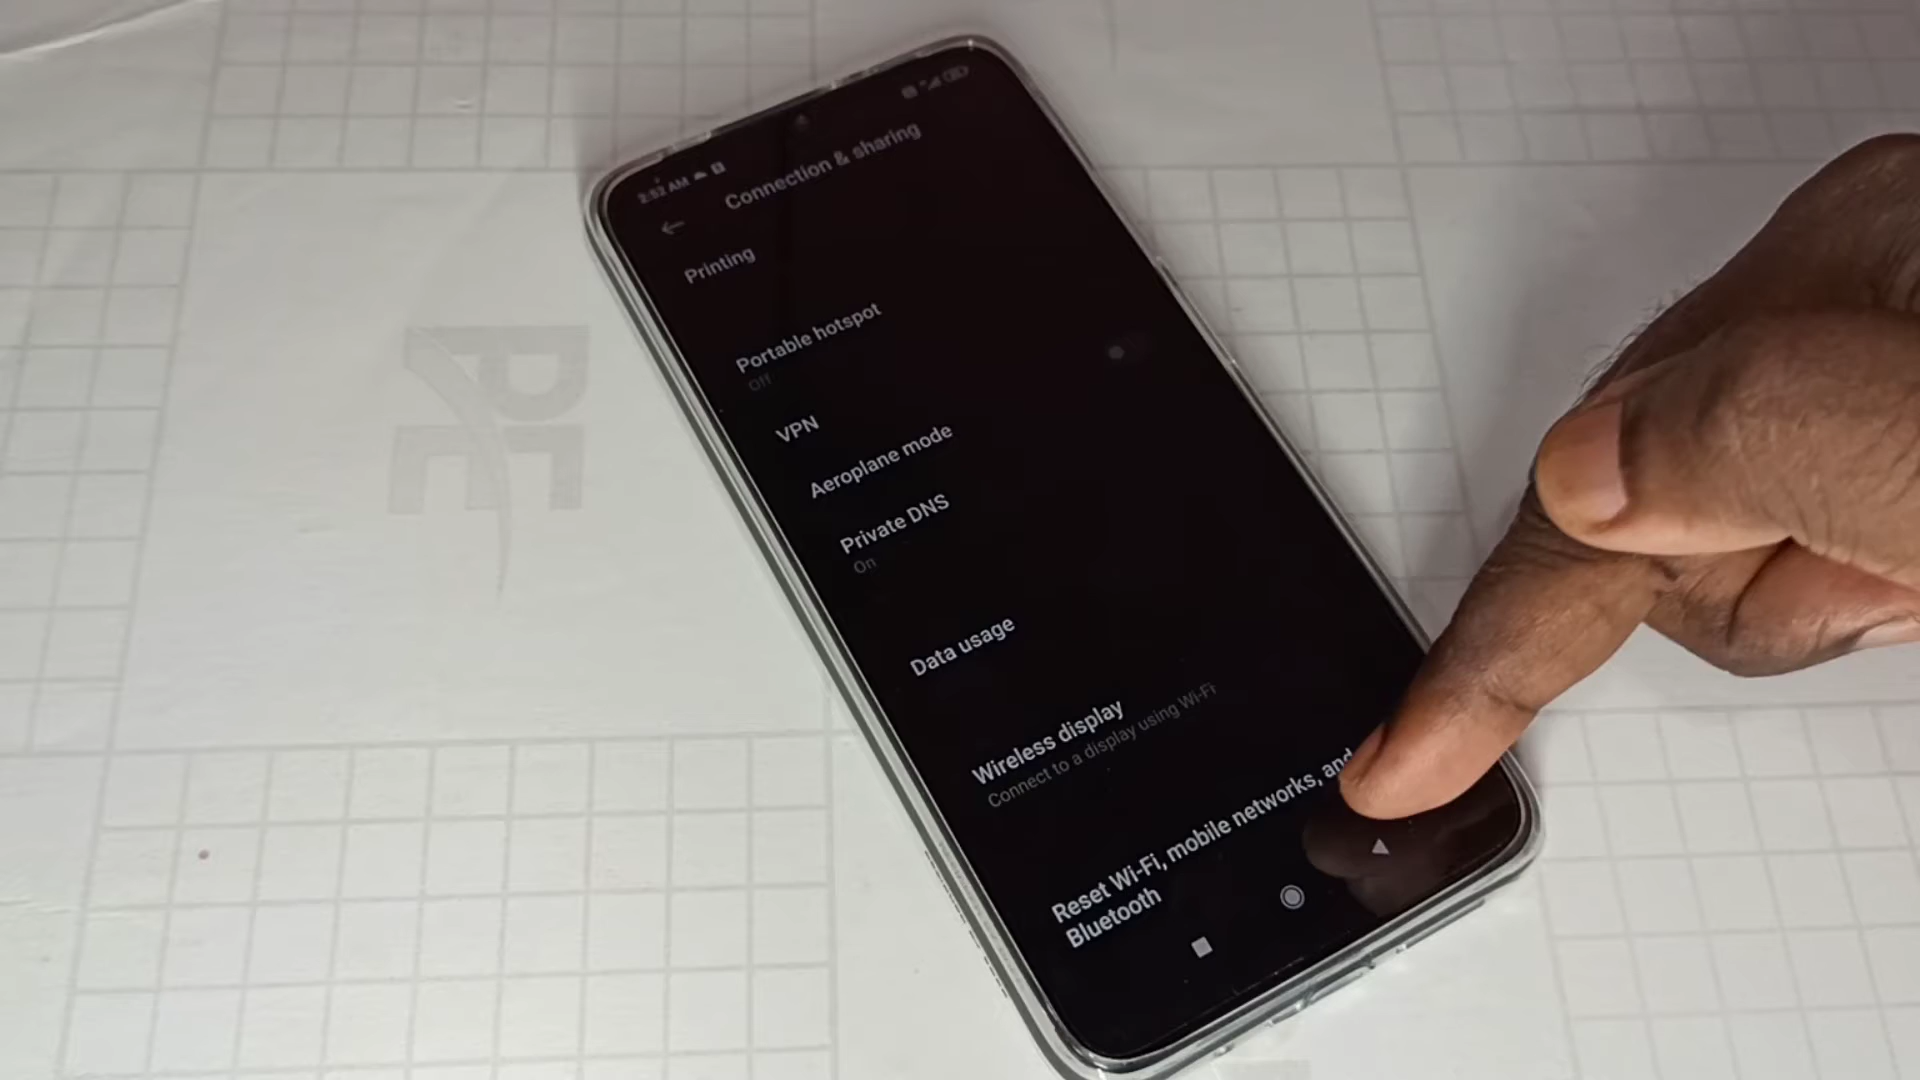 2:52 AM
Connection & sharing
Printing
Portable hotspot
Off
VPN
Aeroplane mode
Private DNS
On
Data usage
Wireless display
Connect to a display using Wi-Fi
Reset Wi-Fi, mobile networks, and
Bluetooth
PE